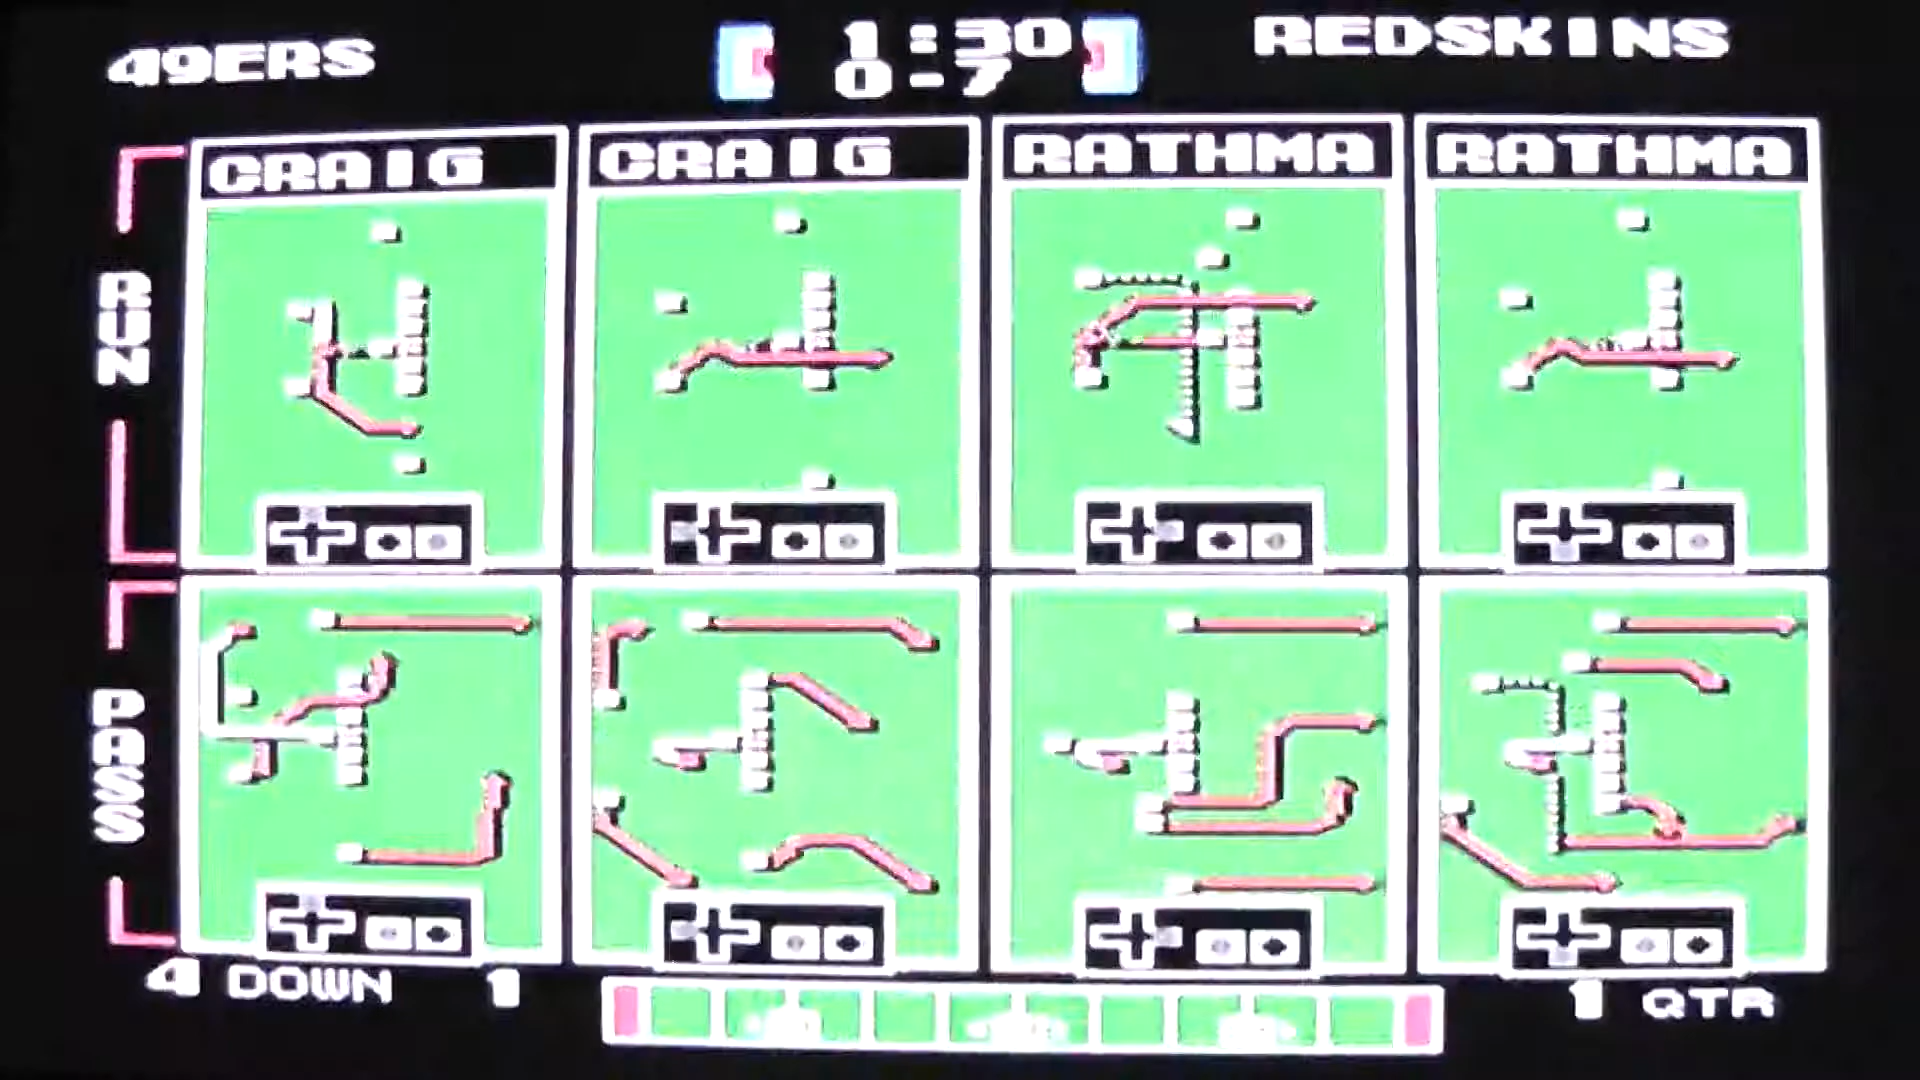 49ERS 1:30 REDSKINS
0-7
CRAIG CRAIG RATHMA RATHMA
RUN
PASS
4 DOWN 1 1 QTR